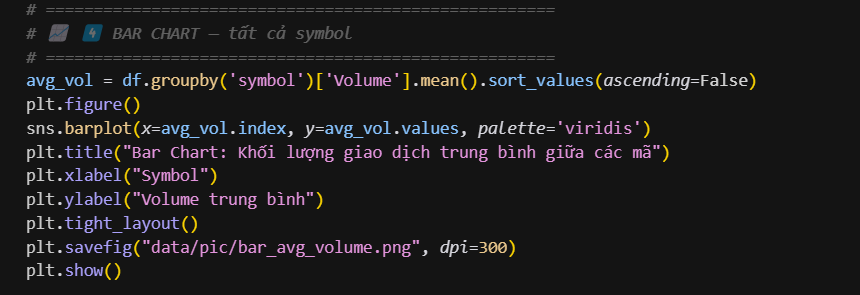 # ===================================================
# 📈 4️⃣ BAR CHART — tất cả symbol
# ===================================================
avg_vol = df.groupby('symbol')['Volume'].mean().sort_values(ascending=False)
plt.figure()
sns.barplot(x=avg_vol.index, y=avg_vol.values, palette='viridis')
plt.title("Bar Chart: Khối lượng giao dịch trung bình giữa các mã")
plt.xlabel("Symbol")
plt.ylabel("Volume trung bình")
plt.tight_layout()
plt.savefig("data/pic/bar_avg_volume.png", dpi=300)
plt.show()